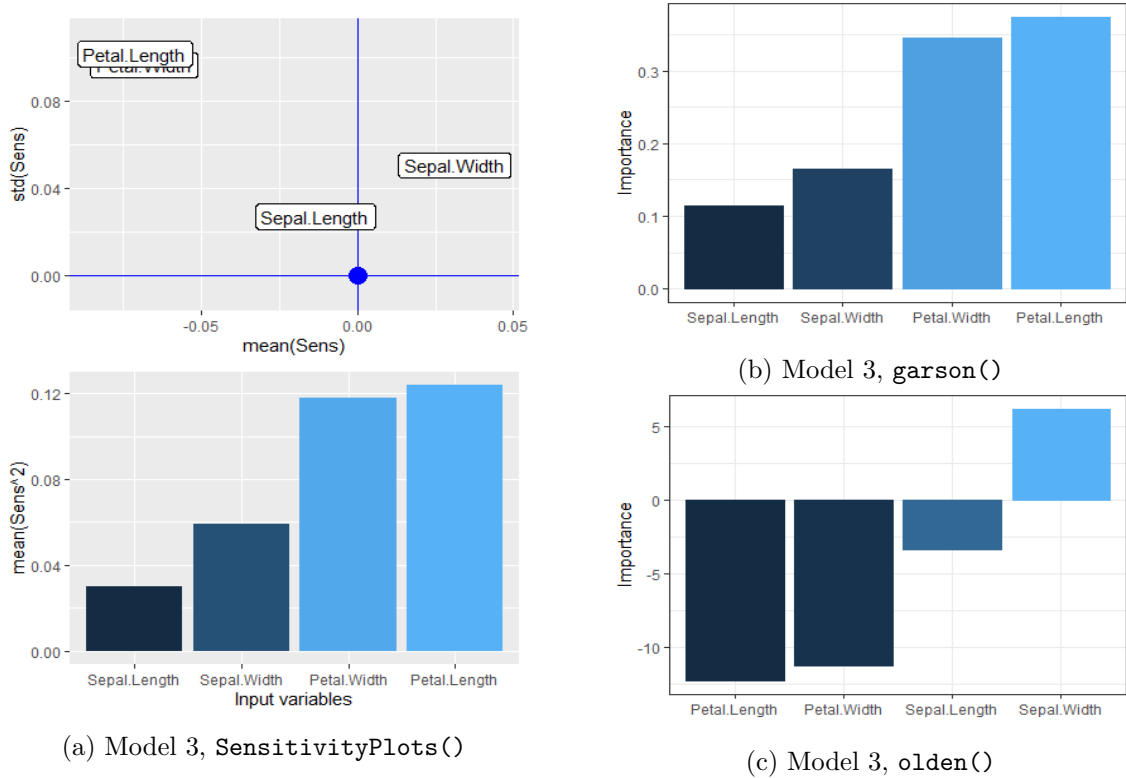 Petal.Length
Petal.Width
Sepal.Width
Sepal.Length
0.08
0.04
0.00
std(Sens)
-0.05 0.00 0.05
mean(Sens)
0.12
0.08
0.04
0.00
mean(Sens^2)
Sepal.Length Sepal.Width Petal.Width Petal.Length
Input variables
(a) Model 3, SensitivityPlots()
0.3
0.2
0.1
0.0
Importance
Sepal.Length Sepal.Width Petal.Width Petal.Length
(b) Model 3, garson()
5
0
-5
-10
Importance
Petal.Length Petal.Width Sepal.Length Sepal.Width
(c) Model 3, olden()